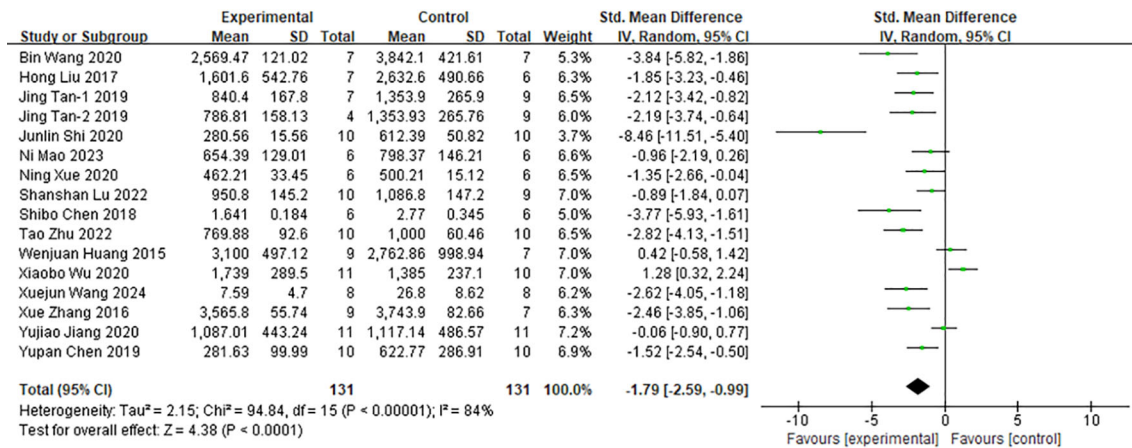 Experimental Control Std. Mean Difference Std. Mean Difference
Study or Subgroup Mean SD Total Mean SD Total Weight IV, Random, 95% CI IV, Random, 95% CI
Bin Wang 2020 2,569.47 121.02 7 3,842.1 421.61 7 5.3% -3.84 [-5.82, -1.86]
Hong Liu 2017 1,601.6 542.76 7 2,632.6 490.66 6 6.3% -1.85 [-3.23, -0.46]
Jing Tan-1 2019 840.4 167.8 7 1,353.9 265.9 9 6.5% -2.12 [-3.42, -0.82]
Jing Tan-2 2019 786.81 158.13 4 1,353.93 265.76 9 6.0% -2.19 [-3.74, -0.64]
Junlin Shi 2020 280.56 15.56 10 612.39 50.82 10 3.7% -8.46 [-11.51, -5.40]
Ni Mao 2023 654.39 129.01 6 798.37 146.21 6 6.6% -0.96 [-2.19, 0.26]
Ning Xue 2020 462.21 33.45 6 500.21 15.12 6 6.4% -1.35 [-2.66, -0.04]
Shanshan Lu 2022 950.8 145.2 10 1,086.8 147.2 9 7.0% -0.89 [-1.84, 0.07]
Shibo Chen 2018 1.641 0.184 6 2.77 0.345 6 5.0% -3.77 [-5.93, -1.61]
Tao Zhu 2022 769.88 92.6 10 1,000 60.46 10 6.4% -2.82 [-4.13, -1.51]
Wenjuan Huang 2015 3,100 497.12 9 2,762.86 998.94 7 7.0% 0.42 [-0.58, 1.42]
Xiaobo Wu 2020 1,739 289.5 11 1,385 237.1 10 7.0% 1.28 [0.32, 2.24]
Xuejun Wang 2024 7.59 4.7 8 26.8 8.62 8 6.2% -2.62 [-4.05, -1.18]
Xue Zhang 2016 3,565.8 55.74 9 3,743.9 82.66 7 6.3% -2.46 [-3.85, -1.06]
Yujiao Jiang 2020 1,087.01 443.24 11 1,117.14 486.57 11 7.2% -0.06 [-0.90, 0.77]
Yupan Chen 2019 281.63 99.99 10 622.77 286.91 10 6.9% -1.52 [-2.54, -0.50]
Total (95% CI) 131 131 100.0% -1.79 [-2.59, -0.99]
Heterogeneity: Tau² = 2.15; Chi² = 94.84, df = 15 (P < 0.00001); I² = 84%
Test for overall effect: Z = 4.38 (P < 0.0001)
-10 -5 0 5 10
Favours [experimental] Favours [control]